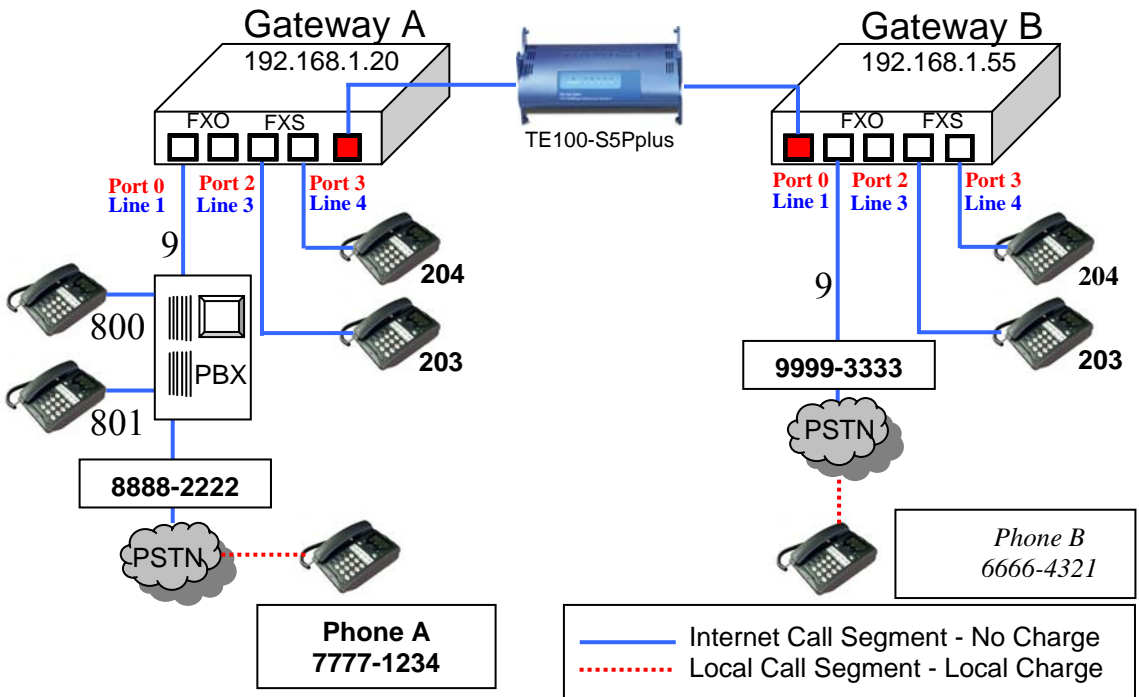 Gateway A
192.168.1.20
FXO FXS
Port 0 Port 2 Port 3
Line 1 Line 3 Line 4
9
204
203
800
801
PBX
8888-2222
PSTN
Phone A
7777-1234
TE100-S5Pplus
Gateway B
192.168.1.55
FXO FXS
Port 0 Port 2 Port 3
Line 1 Line 3 Line 4
9
204
203
9999-3333
PSTN
Phone B
6666-4321
Internet Call Segment - No Charge
Local Call Segment - Local Charge